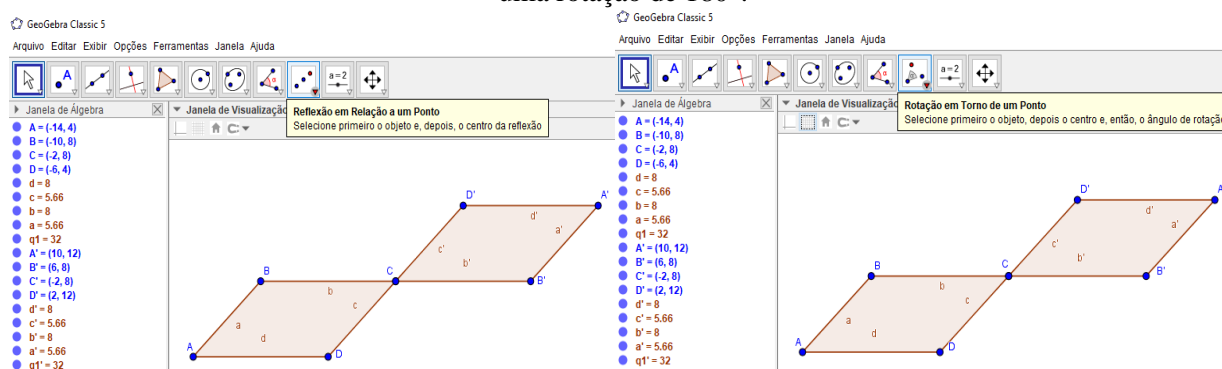 uma rotação de 180°.
GeoGebra Classic 5
Arquivo Editar Exibir Opções Ferramentas Janela Ajuda
A
a=2
Janela de Álgebra
Janela de Visualização
Reflexão em Relação a um Ponto
Selecione primeiro o objeto e, depois, o centro da reflexão
A = (-14, 4)
B = (-10, 8)
C = (-2, 8)
D = (-6, 4)
d = 8
c = 5.66
b = 8
a = 5.66
q1 = 32
A' = (10, 12)
B' = (6, 8)
C' = (-2, 8)
D' = (2, 12)
d' = 8
c' = 5.66
b' = 8
a' = 5.66
q1' = 32
D'
A'
d'
a'
c'
b'
B
C
B'
b
c
a
d
A
D
GeoGebra Classic 5
Arquivo Editar Exibir Opções Ferramentas Janela Ajuda
A
a=2
Janela de Álgebra
Janela de Visualização
Rotação em Torno de um Ponto
Selecione primeiro o objeto, depois o centro e, então, o ângulo de rotação
A = (-14, 4)
B = (-10, 8)
C = (-2, 8)
D = (-6, 4)
d = 8
c = 5.66
b = 8
a = 5.66
q1 = 32
A' = (10, 12)
B' = (6, 8)
C' = (-2, 8)
D' = (2, 12)
d' = 8
c' = 5.66
b' = 8
a' = 5.66
q1' = 32
D'
A
d'
a'
c'
b'
B
C
B'
b
c
a
d
A
D